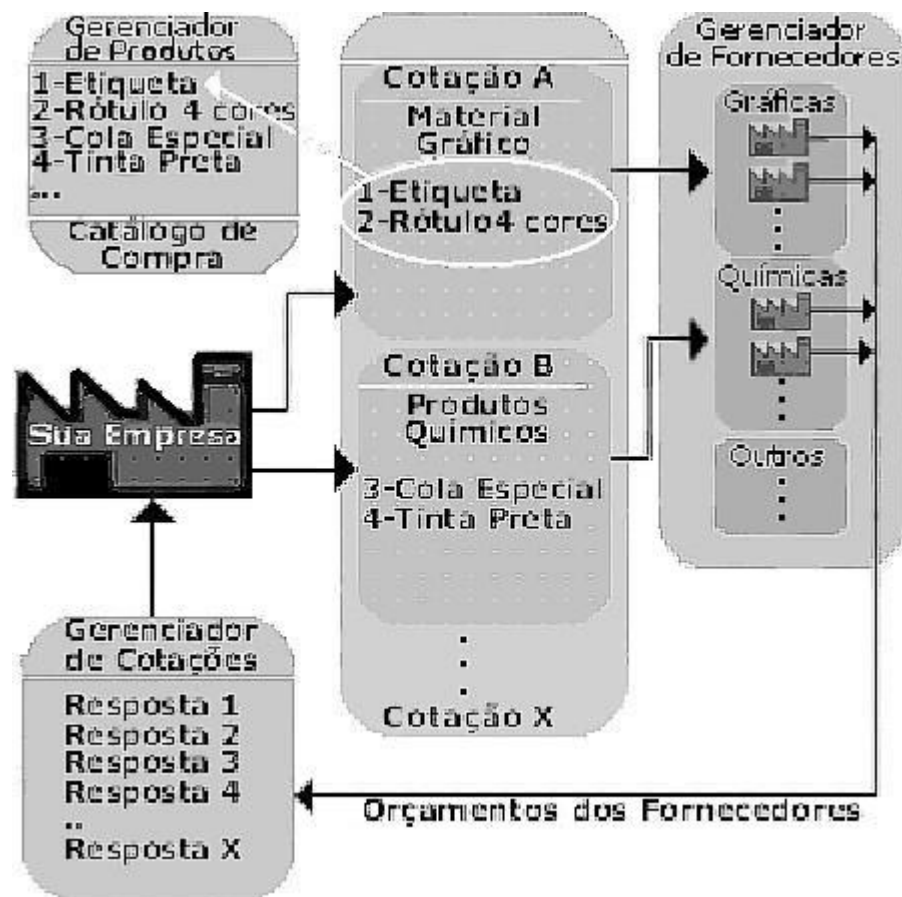 Gerenciador
de Produtos
1-Etiqueta
2-Rótulo 4 cores
3-Cola Especial
4-Tinta Preta
...
Catálogo de
Compra
Cotação A
Material
Gráfico
1-Etiqueta
2-Rótulo 4 cores
Cotação B
Produtos
Químicos
3-Cola Especial
4-Tinta Preta
Cotação X
Gerenciador
de Fornecedores
Gráficas
Químicas
Outros
Sua Empresa
Gerenciador
de Cotações
Resposta 1
Resposta 2
Resposta 3
Resposta 4
..
Resposta X
Orçamentos dos Fornecedores